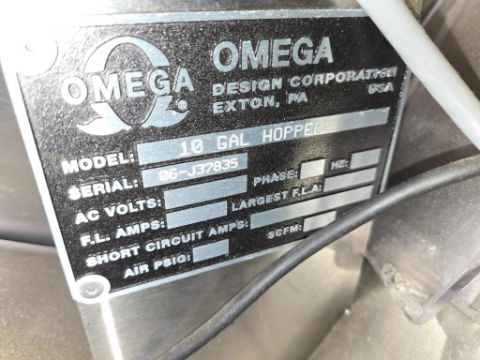 OMEGA
OMEGA
DESIGN CORPORATION
EXTON, PA USA
MODEL: 10 GAL HOPPER
SERIAL: 06-J37835
AC VOLTS: PHASE: HZ:
F.L. AMPS: LARGEST F.L.A.
SHORT CIRCUIT AMPS:
AIR PSIG: SCFM: